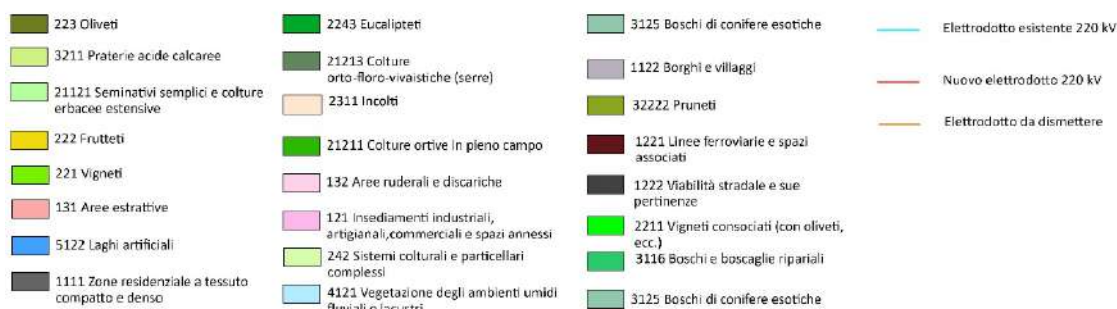 223 Oliveti
3211 Praterie acide calcaree
21121 Seminativi semplici e colture
erbacee estensive
222 Frutteti
221 Vigneti
131 Aree estrattive
5122 Laghi artificiali
1111 Zone residenziale a tessuto
compatto e denso
2243 Eucalipteti
21213 Colture
orto-floro-vivaistiche (serre)
2311 Incolti
21211 Colture ortive in pieno campo
132 Aree ruderali e discariche
121 Insediamenti industriali,
artigianali,commerciali e spazi annessi
242 Sistemi colturali e particellari
complessi
4121 Vegetazione degli ambienti umidi
fluviali e lacustri
3125 Boschi di conifere esotiche
1122 Borghi e villaggi
32222 Pruneti
1221 Linee ferroviarie e spazi
associati
1222 Viabilità stradale e sue
pertinenze
2211 Vigneti consociati (con oliveti,
ecc.)
3116 Boschi e boscaglie ripariali
3125 Boschi di conifere esotiche
Elettrodotto esistente 220 kV
Nuovo elettrodotto 220 kV
Elettrodotto da dismettere